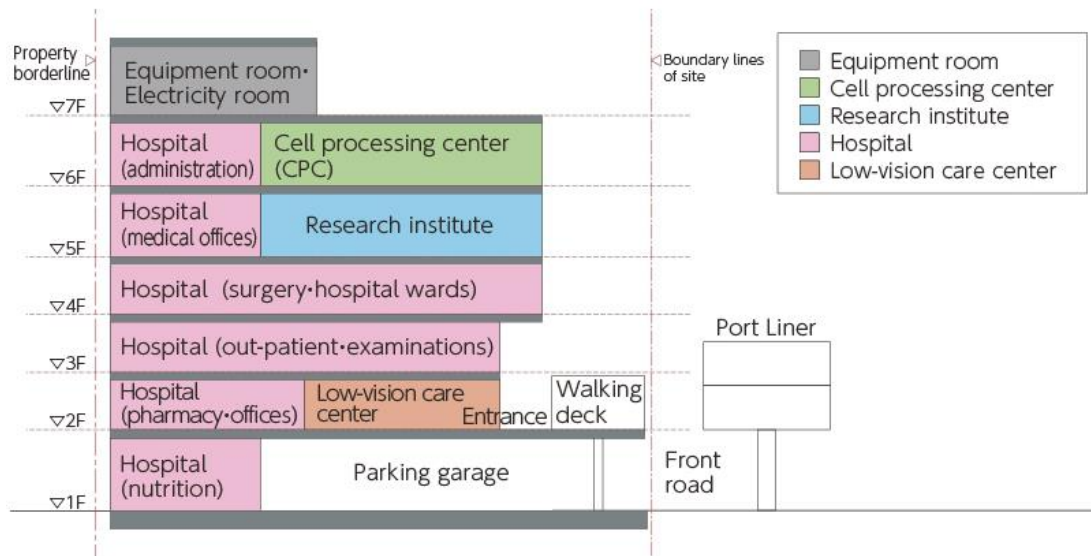 Property
borderline
Equipment room•
Electricity room
▽7F
Hospital
(administration)
Cell processing center
(CPC)
▽6F
Hospital
(medical offices)
Research institute
▽5F
Hospital (surgery•hospital wards)
▽4F
Hospital (out-patient•examinations)
▽3F
Hospital
(pharmacy•offices)
Low-vision care
center
Entrance
Walking
deck
▽2F
Hospital
(nutrition)
Parking garage
▽1F
Boundary lines
of site
Port Liner
Front
road
Equipment room
Cell processing center
Research institute
Hospital
Low-vision care center